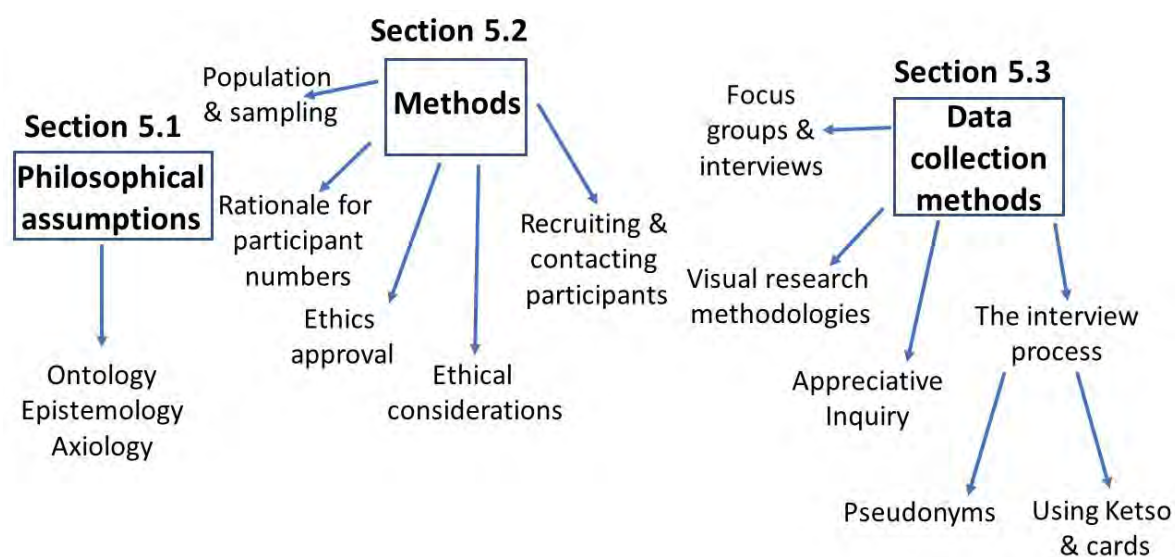 Section 5.1
Philosophical
assumptions
Ontology
Epistemology
Axiology
Section 5.2
Methods
Population
& sampling
Rationale for
participant
numbers
Ethics
approval
Ethical
considerations
Recruiting &
contacting
participants
Section 5.3
Data
collection
methods
Focus
groups &
interviews
Visual research
methodologies
Appreciative
Inquiry
The interview
process
Pseudonyms
Using Ketso
& cards